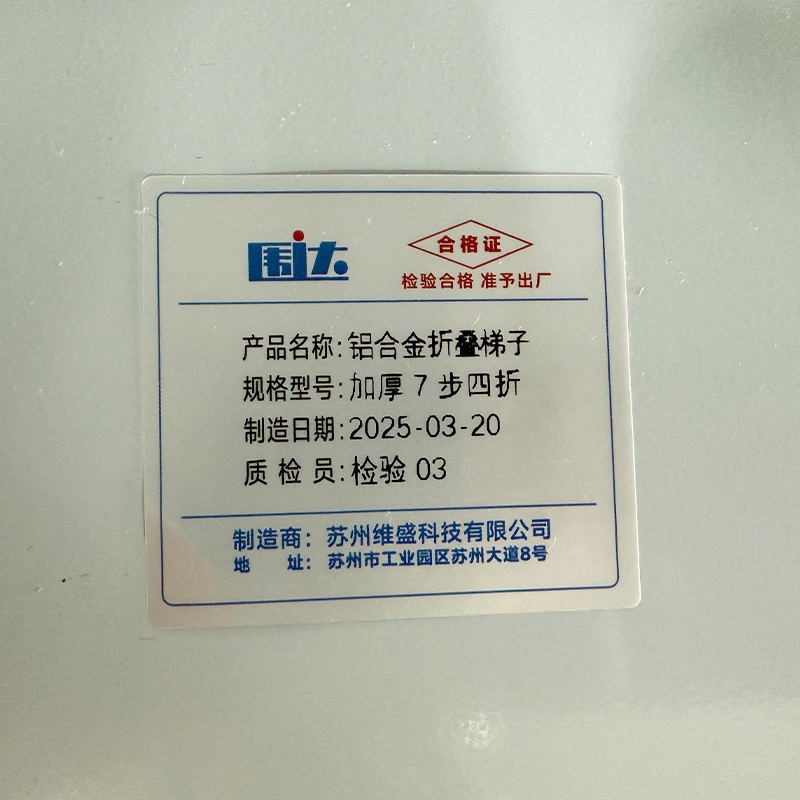 围达
合格证
检验合格 准予出厂
产品名称:铝合金折叠梯子
规格型号:加厚 7 步四折
制造日期:2025-03-20
质 检 员:检验 03
制造商:苏州维盛科技有限公司
地 址:苏州市工业园区苏州大道8号